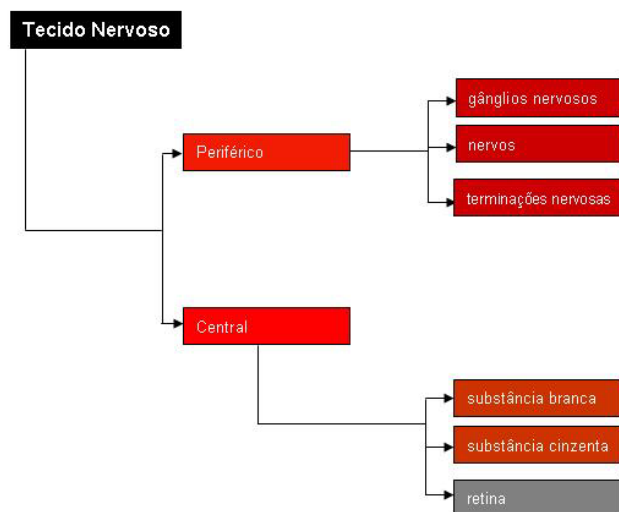 Tecido Nervoso
Periférico
gânglios nervosos
nervos
terminações nervosas
Central
substância branca
substância cinzenta
retina